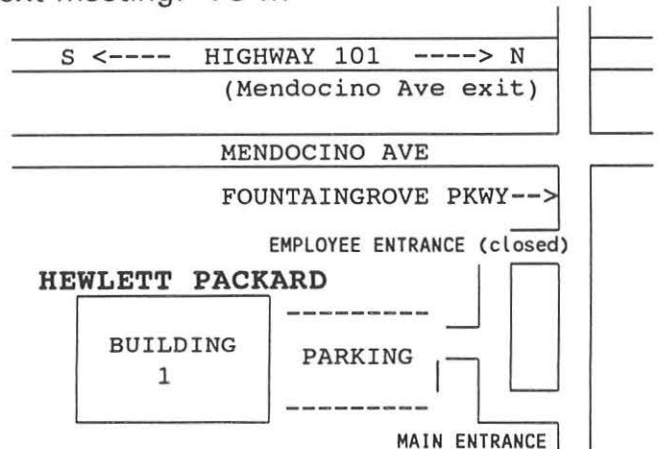 meeting.
S <---- HIGHWAY 101 ----> N
(Mendocino Ave exit)
MENDOCINO AVE
FOUNTAINGROVE PKWY-->
EMPLOYEE ENTRANCE (closed)
HEWLETT PACKARD
BUILDING
1
PARKING
MAIN ENTRANCE